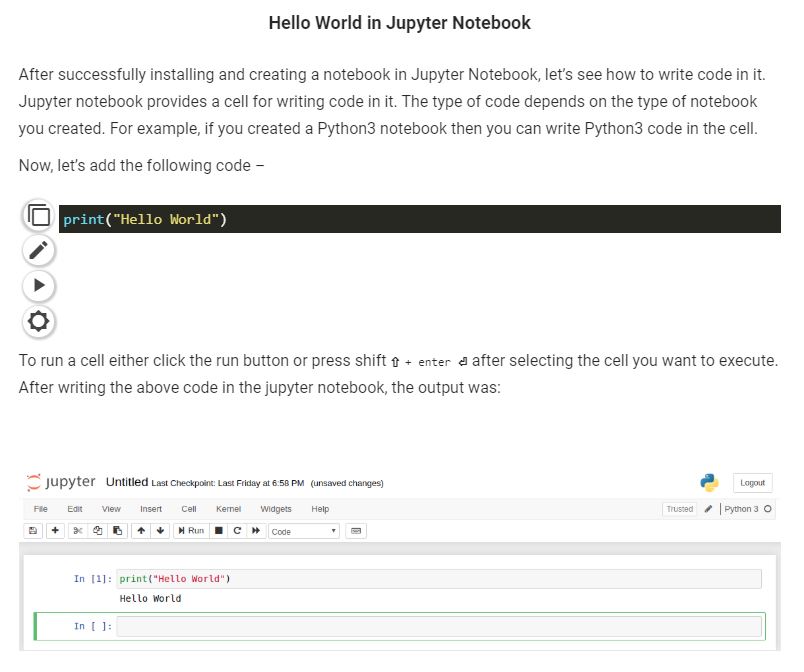 Hello World in Jupyter Notebook
After successfully installing and creating a notebook in Jupyter Notebook, let’s see how to write code in it.
Jupyter notebook provides a cell for writing code in it. The type of code depends on the type of notebook
you created. For example, if you created a Python3 notebook then you can write Python3 code in the cell.
Now, let’s add the following code –
print("Hello World")
To run a cell either click the run button or press shift ⇧ + enter ⏎ after selecting the cell you want to execute.
After writing the above code in the jupyter notebook, the output was:
jupyter Untitled Last Checkpoint: Last Friday at 6:58 PM (unsaved changes) Logout
File Edit View Insert Cell Kernel Widgets Help Trusted Python 3
Run Code
In [1]: print("Hello World")
Hello World
In [ ]: